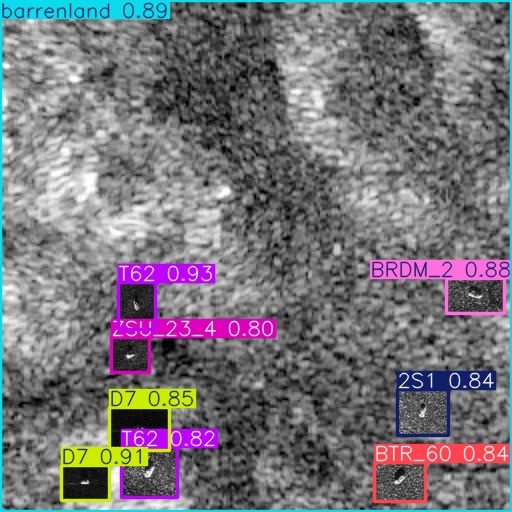 barrenland 0.89
BRDM_2 0.88
T62 0.93
ZSU_23_4 0.80
2S1 0.84
D7 0.85
T62 0.82
D7 0.91
BTR_60 0.84